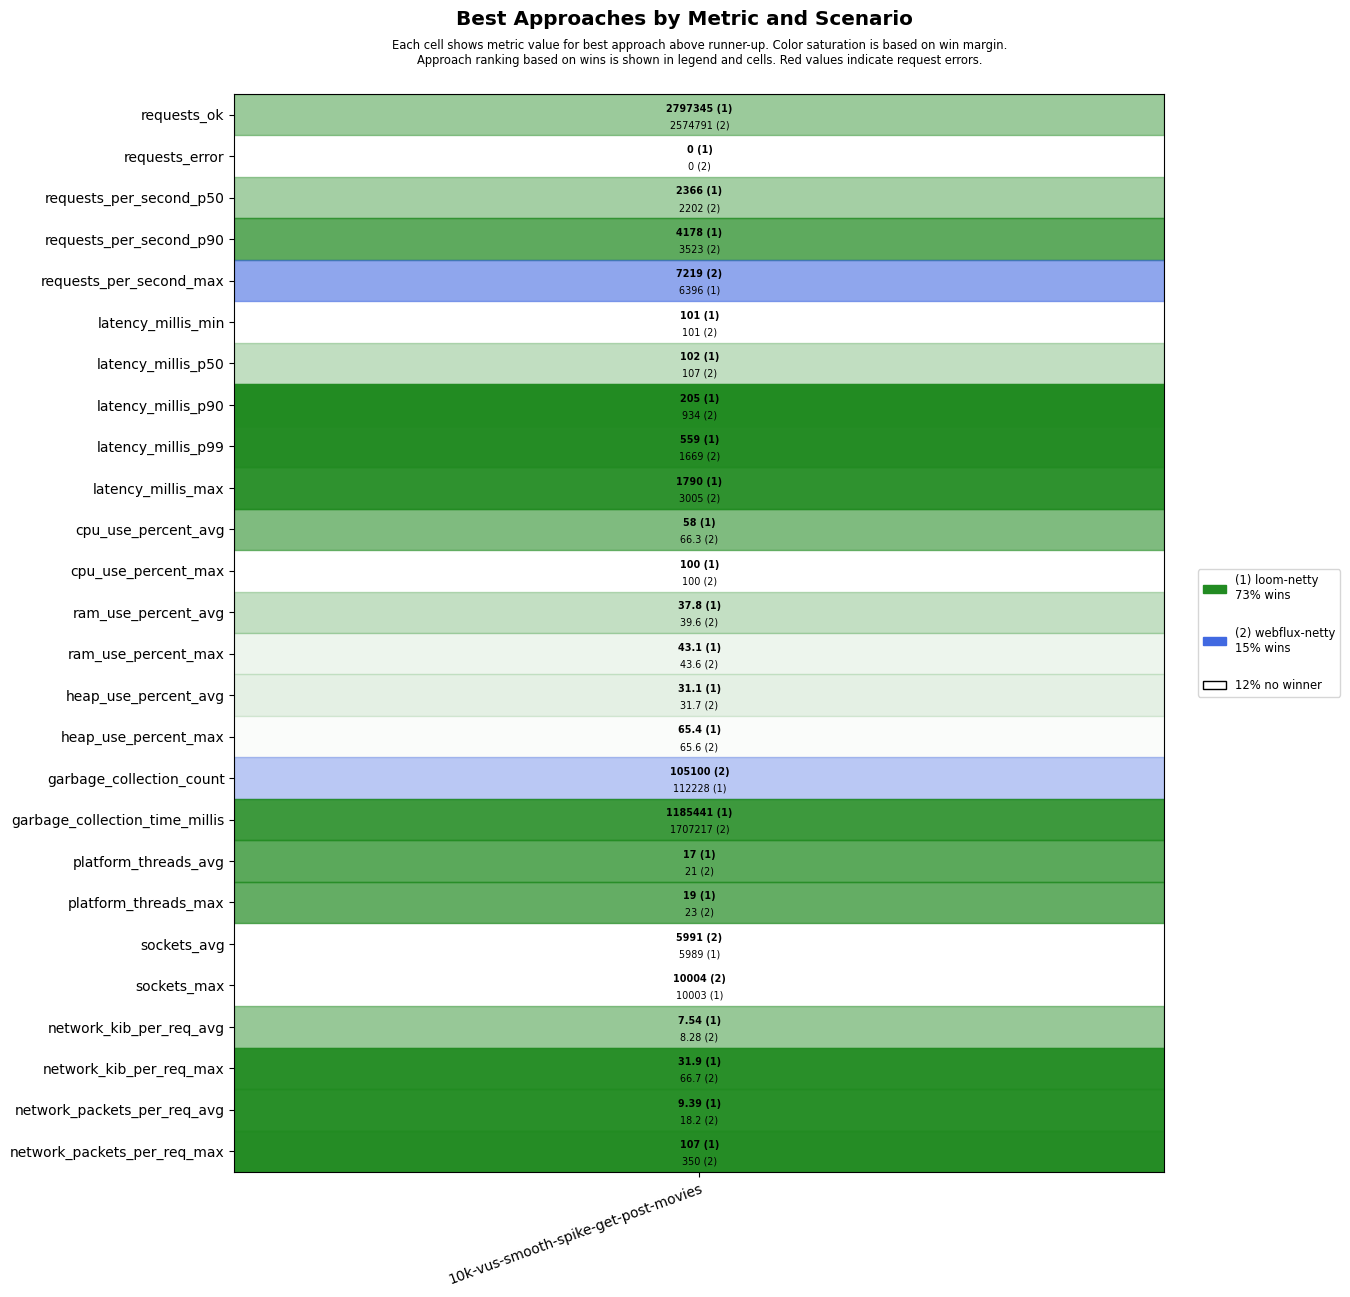 Best Approaches by Metric and Scenario
Each cell shows metric value for best approach above runner-up. Color saturation is based on win margin.
Approach ranking based on wins is shown in legend and cells. Red values indicate request errors.
requests_ok
2797345 (1)
2574791 (2)
requests_error
0 (1)
0 (2)
requests_per_second_p50
2366 (1)
2202 (2)
requests_per_second_p90
4178 (1)
3523 (2)
requests_per_second_max
7219 (2)
6396 (1)
latency_millis_min
101 (1)
101 (2)
latency_millis_p50
102 (1)
107 (2)
latency_millis_p90
205 (1)
934 (2)
latency_millis_p99
559 (1)
1669 (2)
latency_millis_max
1790 (1)
3005 (2)
cpu_use_percent_avg
58 (1)
66.3 (2)
cpu_use_percent_max
100 (1)
100 (2)
ram_use_percent_avg
37.8 (1)
39.6 (2)
ram_use_percent_max
43.1 (1)
43.6 (2)
heap_use_percent_avg
31.1 (1)
31.7 (2)
heap_use_percent_max
65.4 (1)
65.6 (2)
garbage_collection_count
105100 (2)
112228 (1)
garbage_collection_time_millis
1185441 (1)
1707217 (2)
platform_threads_avg
17 (1)
21 (2)
platform_threads_max
19 (1)
23 (2)
sockets_avg
5991 (2)
5989 (1)
sockets_max
10004 (2)
10003 (1)
network_kib_per_req_avg
7.54 (1)
8.28 (2)
network_kib_per_req_max
31.9 (1)
66.7 (2)
network_packets_per_req_avg
9.39 (1)
18.2 (2)
network_packets_per_req_max
107 (1)
350 (2)
10k-vus-smooth-spike-get-post-movies
(1) loom-netty
73% wins
(2) webflux-netty
15% wins
12% no winner